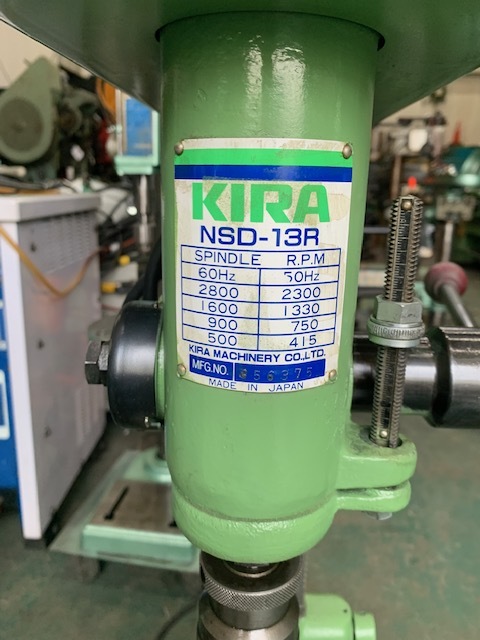 KIRA
NSD-13R
SPINDLE R.P.M
60Hz 50Hz
2800 2300
1600 1330
900 750
500 415
KIRA MACHINERY CO.,LTD.
MFG.NO.
MADE IN JAPAN